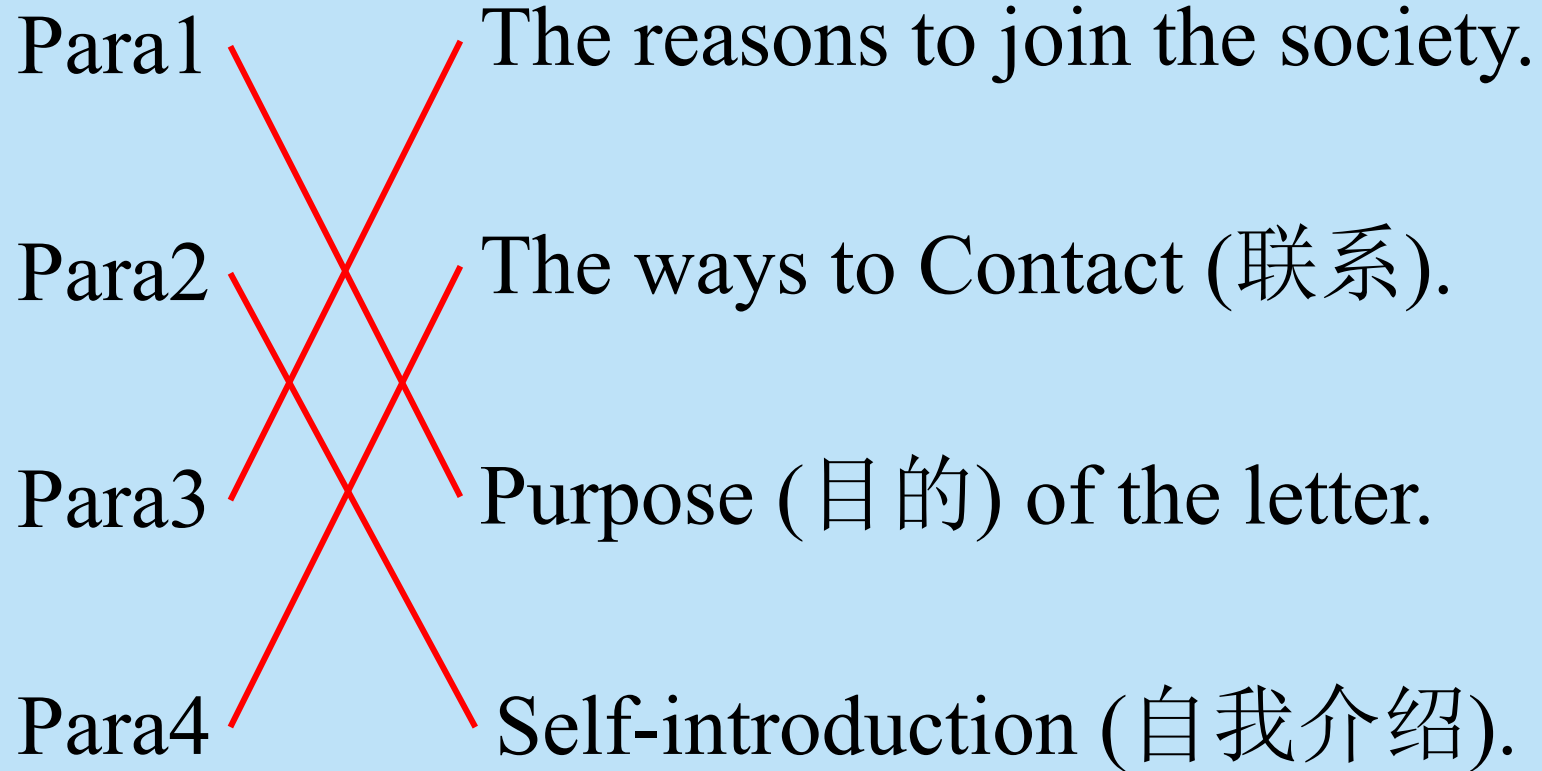 Para1 The reasons to join the society.
Para2 The ways to Contact (联系).
Para3 Purpose (目的) of the letter.
Para4 Self-introduction (自我介绍).